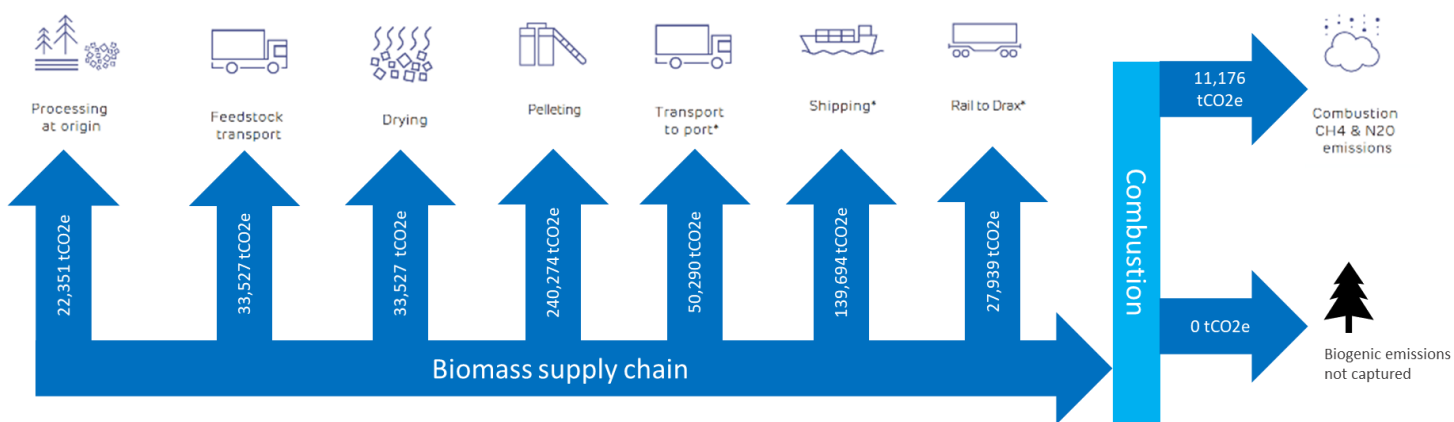 Processing
at origin
Feedstock
transport
Drying
Pelleting
Transport
to port*
Shipping*
Rail to Drax*
22,351 tCO2e
33,527 tCO2e
33,527 tCO2e
240,274 tCO2e
50,290 tCO2e
139,694 tCO2e
27,939 tCO2e
Biomass supply chain
Combustion
11,176
tCO2e
Combustion
CH4 & N20
emissions
0 tCO2e
Biogenic emissions
not captured